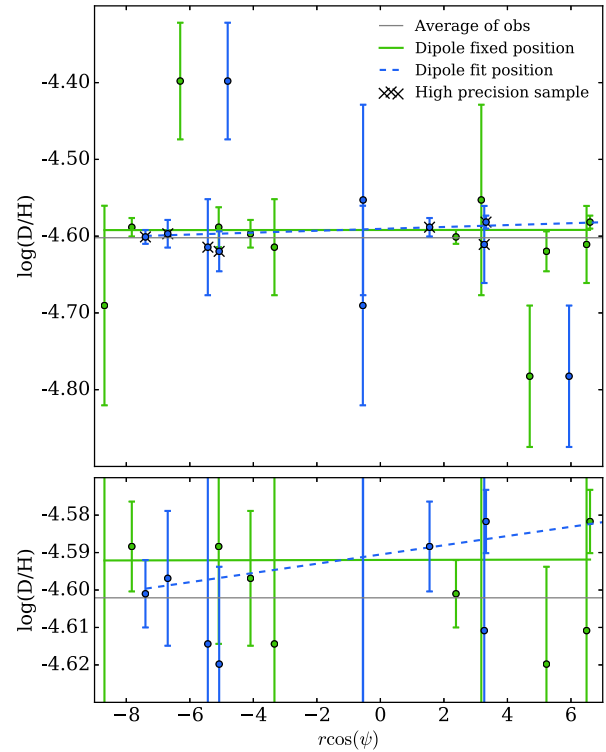 Average of obs
Dipole fixed position
Dipole fit position
High precision sample
-4.40
-4.50
-4.60
-4.70
-4.80
log(D/H)
-4.58
-4.59
-4.60
-4.61
-4.62
log(D/H)
−8 −6 −4 −2 0 2 4 6
rcos(ψ)